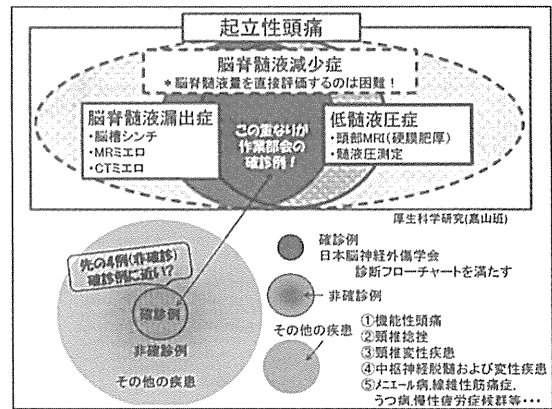 起立性頭痛
脳脊髄液減少症
＊脳脊髄液量を直接評価するのは困難！
脳脊髄液漏出症
・脳槽シンチ
・MRミエロ
・CTミエロ
この重なりが
作業部会の
確診例！
低髄液圧症
・頭部MRI(硬膜肥厚)
・髄液圧測定
厚生科学研究(嘉山班)
先の4例(非確診)
確診例に近い？
確診例
非確診例
その他の疾患
確診例
日本脳神経外傷学会
診断フローチャートを満たす
非確診例
その他の疾患
①機能性頭痛
②頸椎捻挫
③頸椎変性疾患
④中枢神経脱髄および変性疾患
⑤メニエール病,線維性筋痛症,
うつ病,慢性疲労症候群等・・・